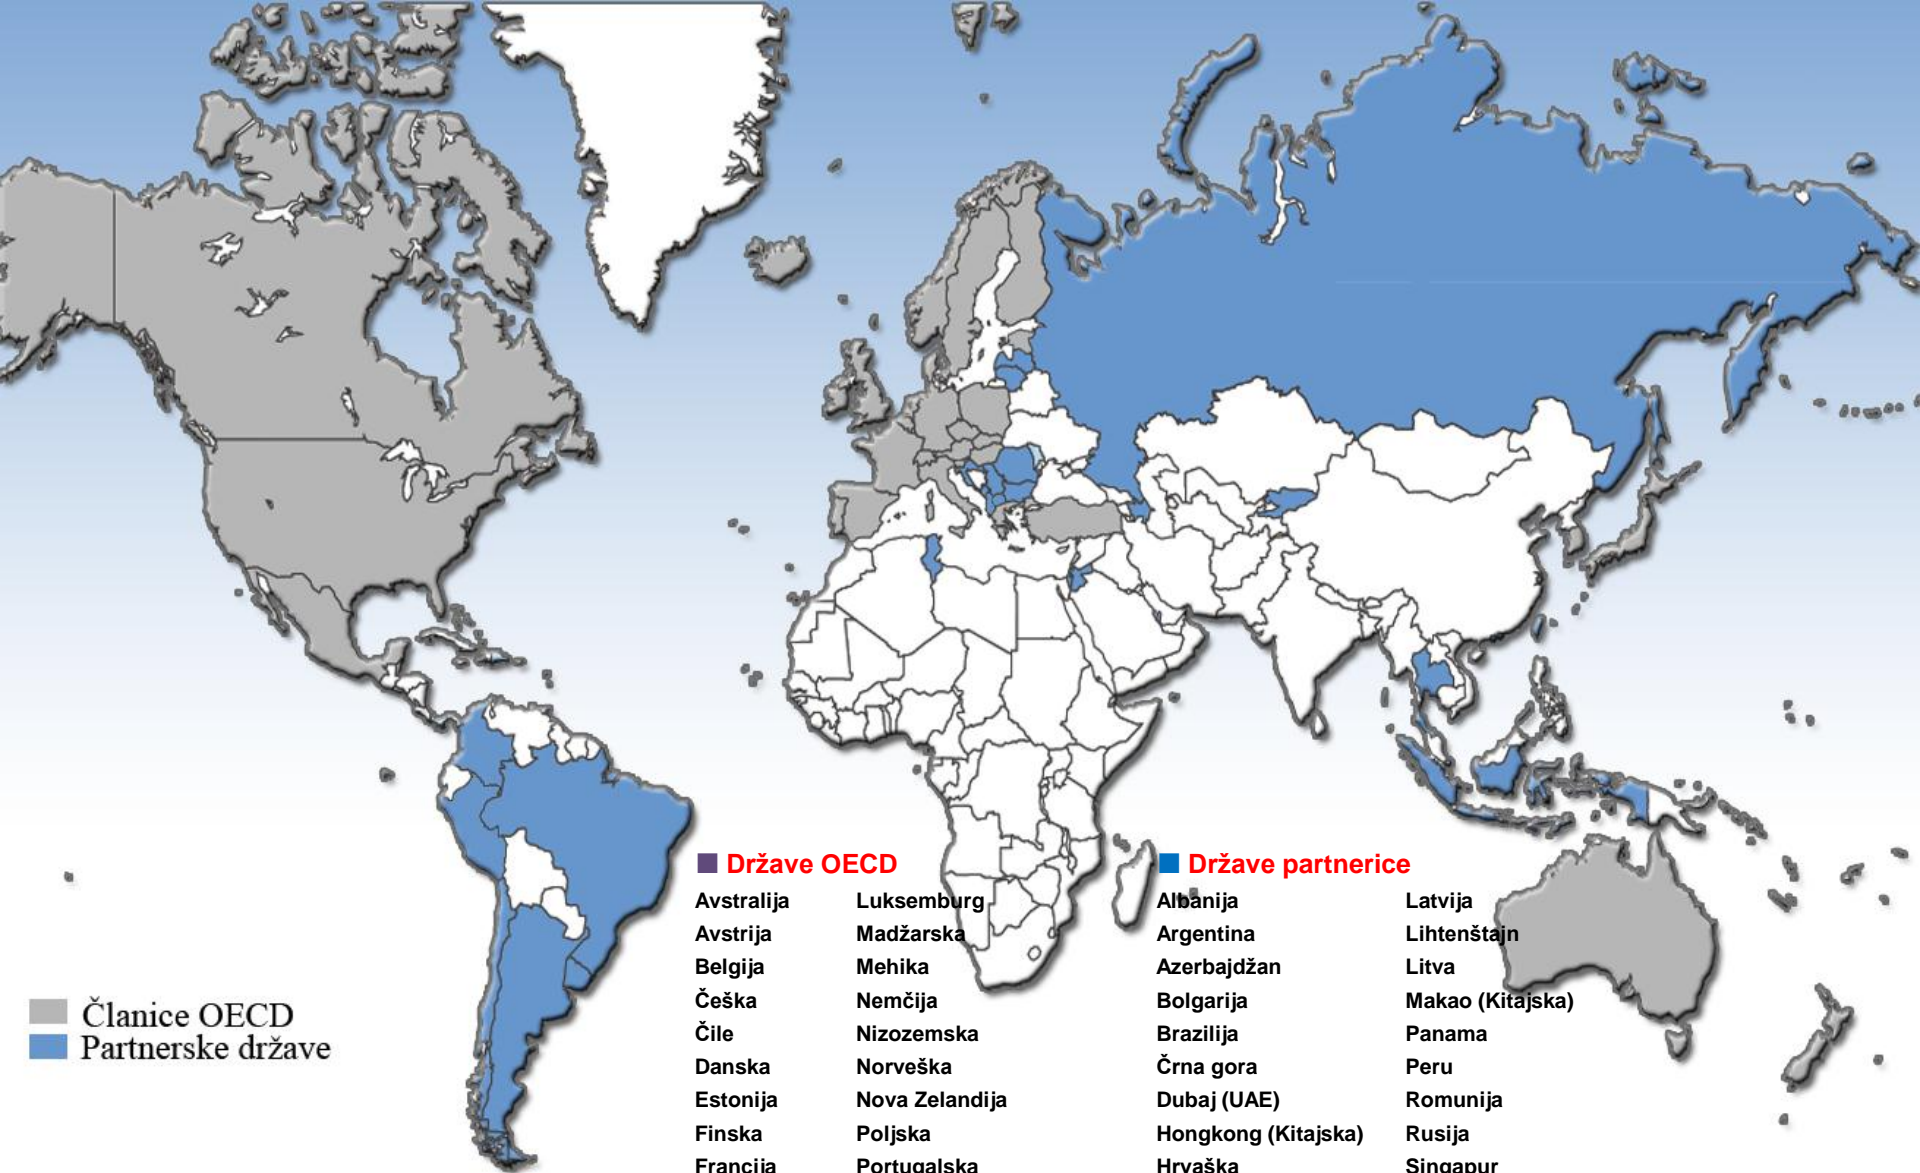 Države OECD
Avstralija
Avstrija
Belgija
Češka
Čile
Danska
Estonija
Finska
Francija
Luksemburg
Madžarska
Mehika
Nemčija
Nizozemska
Norveška
Nova Zelandija
Poljska
Portugalska
Države partnerice
Albanija
Argentina
Azerbajdžan
Bolgarija
Brazilija
Črna gora
Dubaj (UAE)
Hongkong (Kitajska)
Hrvaška
Latvija
Lihtenštajn
Litva
Makao (Kitajska)
Panama
Peru
Romunija
Rusija
Singapur
Članice OECD
Partnerske države